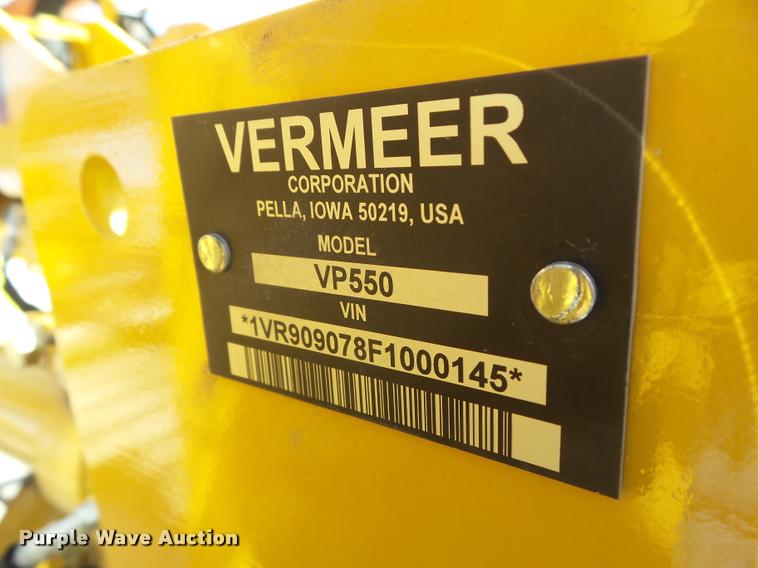 VERMEER
CORPORATION
PELLA, IOWA 50219, USA
MODEL
VP550
VIN
*1VR909078F1000145*
Purple Wave Auction